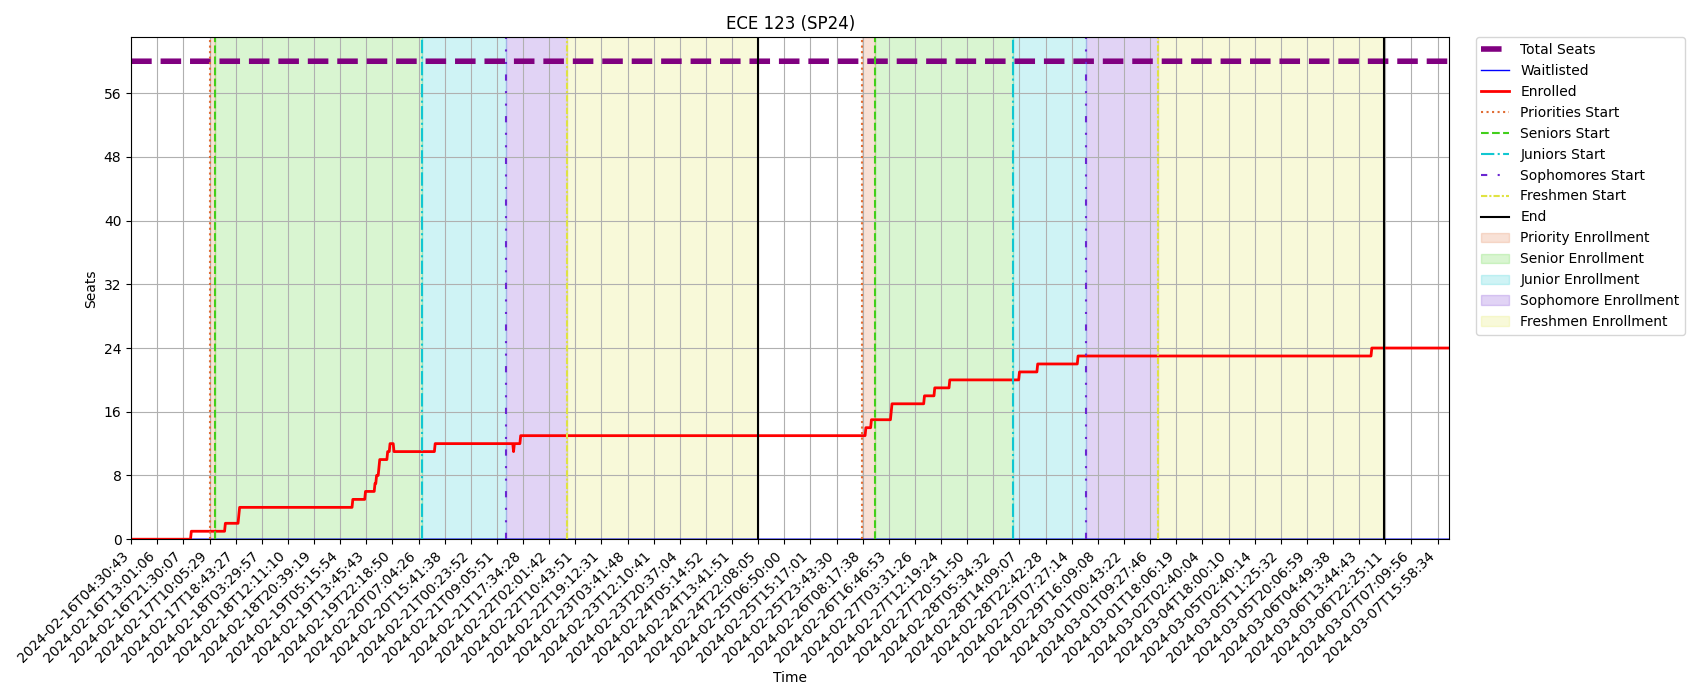 ECE 123 (SP24)
Total Seats
Waitlisted
Enrolled
Priorities Start
Seniors Start
Juniors Start
Sophomores Start
Freshmen Start
End
Priority Enrollment
Senior Enrollment
Junior Enrollment
Sophomore Enrollment
Freshmen Enrollment
Seats
56
48
40
32
24
16
8
0
2024-02-16T04:30:43
2024-02-16T13:01:06
2024-02-16T21:30:07
2024-02-17T10:05:29
2024-02-17T18:43:27
2024-02-18T03:29:57
2024-02-18T12:11:10
2024-02-18T20:39:19
2024-02-19T05:15:54
2024-02-19T13:45:43
2024-02-19T22:18:50
2024-02-20T07:04:26
2024-02-20T15:41:38
2024-02-21T00:23:52
2024-02-21T09:05:51
2024-02-21T17:34:28
2024-02-22T02:01:42
2024-02-22T10:43:51
2024-02-22T19:12:31
2024-02-23T03:41:48
2024-02-23T12:10:41
2024-02-23T20:37:04
2024-02-24T05:14:52
2024-02-24T13:41:51
2024-02-24T22:08:05
2024-02-25T06:50:00
2024-02-25T15:17:01
2024-02-25T23:43:30
2024-02-26T08:17:38
2024-02-26T16:46:53
2024-02-27T03:31:26
2024-02-27T12:19:24
2024-02-27T20:51:50
2024-02-28T05:34:32
2024-02-28T14:09:07
2024-02-28T22:42:28
2024-02-29T07:27:14
2024-02-29T16:09:08
2024-03-01T00:43:22
2024-03-01T09:27:46
2024-03-01T18:06:19
2024-03-02T02:40:04
2024-03-04T18:00:10
2024-03-05T02:40:14
2024-03-05T11:25:32
2024-03-05T20:06:59
2024-03-06T04:49:38
2024-03-06T13:44:43
2024-03-06T22:25:11
2024-03-07T07:09:56
2024-03-07T15:58:34
Time